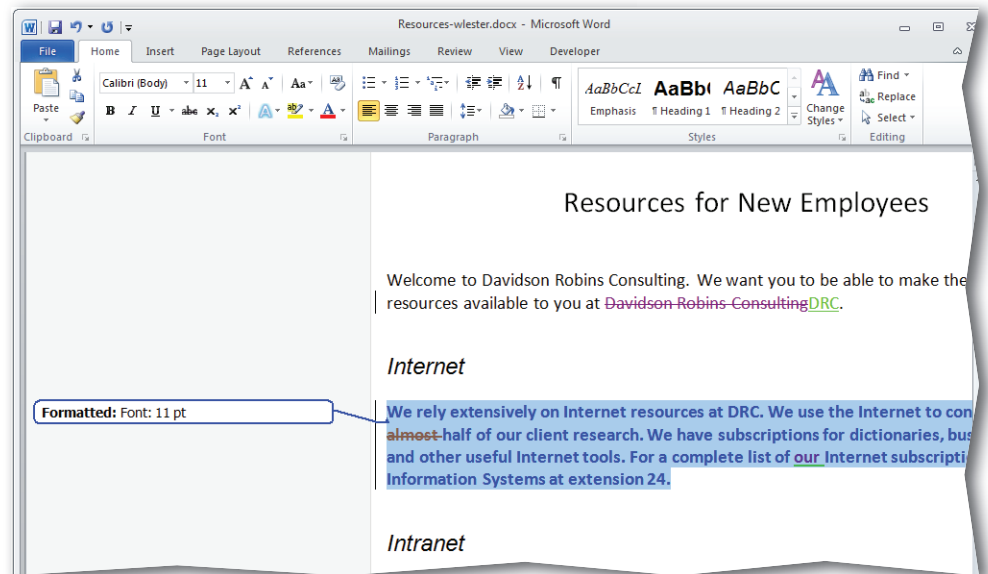 Resources-wlester.docx - Microsoft Word
File Home Insert Page Layout References Mailings Review View Developer
Calibri (Body) 11 A A Aa
AaBbCcL AaBb AaBbC
Find
Replace
Select
Paste
B I U abe x₂ x² A ab A
Emphasis ¶ Heading 1 ¶ Heading 2
Change
Styles
Clipboard Font Paragraph Styles Editing
Resources for New Employees
Welcome to Davidson Robins Consulting. We want you to be able to make the
resources available to you at Davidson Robins ConsultingDRC.
Internet
Formatted: Font: 11 pt
We rely extensively on Internet resources at DRC. We use the Internet to con
almost half of our client research. We have subscriptions for dictionaries, bus
and other useful Internet tools. For a complete list of our Internet subscripti
Information Systems at extension 24.
Intranet